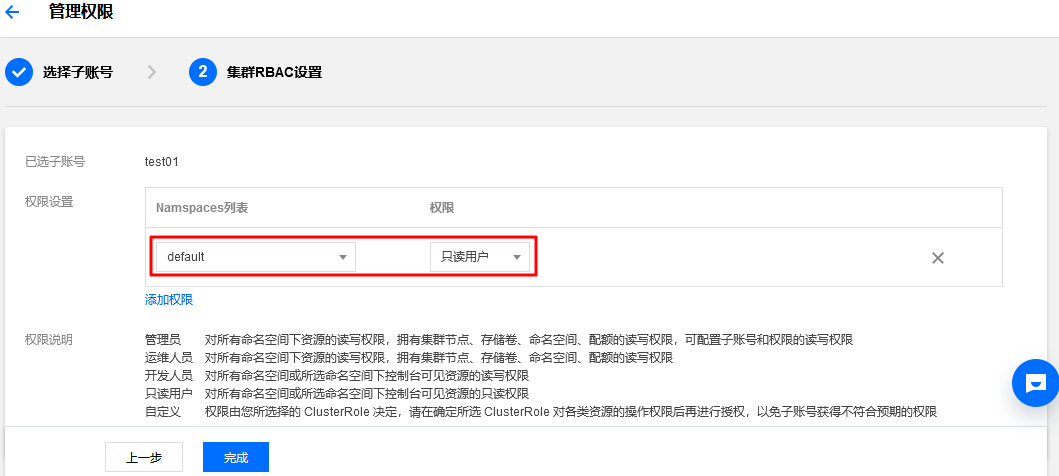 管理权限
选择子账号
2 集群RBAC设置
已选子账号 test01
权限设置
Namspaces列表 权限
default 只读用户
添加权限
权限说明 管理员 对所有命名空间下资源的读写权限，拥有集群节点、存储卷、命名空间、配额的读写权限，可配置子账号和权限的读写权限
运维人员 对所有命名空间下资源的读写权限，拥有集群节点、存储卷、命名空间、配额的读写权限
开发人员 对所有命名空间或所选命名空间下控制台可见资源的读写权限
只读用户 对所有命名空间或所选命名空间下控制台可见资源的只读权限
自定义 权限由您所选择的 ClusterRole 决定，请在确定所选 ClusterRole 对各类资源的操作权限后再进行授权，以免子账号获得不符合预期的权限
上一步 完成